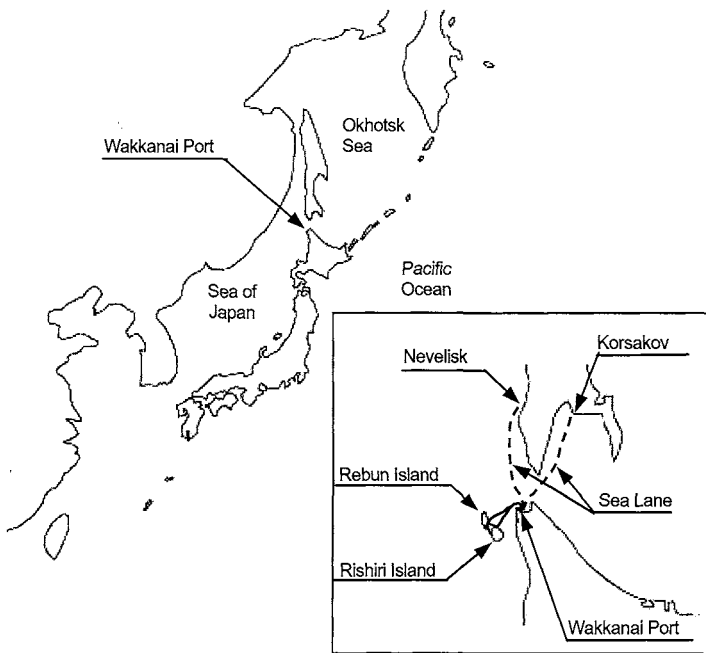 Okhotsk
Sea
Wakkanai Port
Pacific
Ocean
Sea of
Japan
Nevelisk
Korsakov
Rebun Island
Sea Lane
Rishiri Island
Wakkanai Port